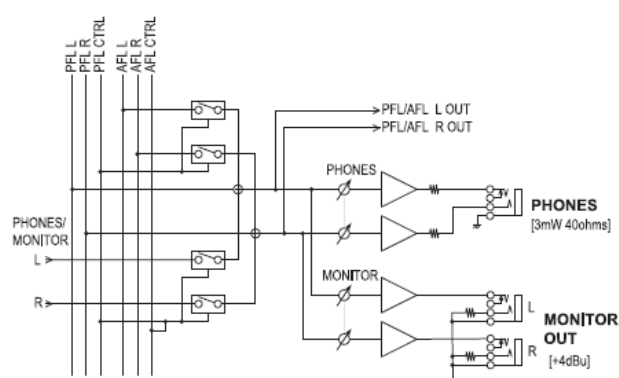 PFL L
PFL R
PFL CTRL
AFL L
AFL R
AFL CTRL
PFL/AFL L OUT
PFL/AFL R OUT
PHONES
PHONES
[3mW 40ohms]
PHONES/
MONITOR
L
R
MONITOR
L
R
MONITOR
OUT
[+4dBu]